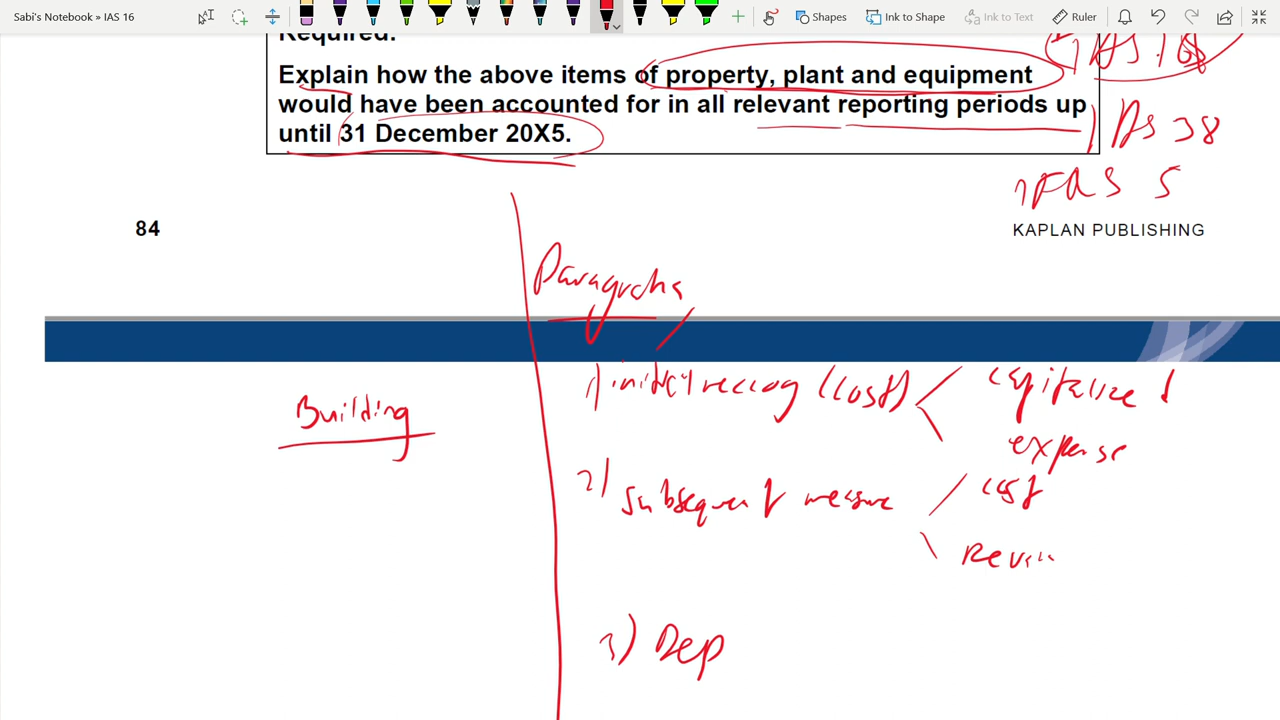 Sabi's Notebook » IAS 16
Shapes
Ink to Shape
Ink to Text
Ruler
Required:
Explain how the above items of property, plant and equipment
would have been accounted for in all relevant reporting periods up
until 31 December 20X5.
IAS 16
IAS 38
IFRS 5
84
KAPLAN PUBLISHING
Building
1) initial recog (cost)
capitalize
expense
2) subsequent measure
cost
3) Dep